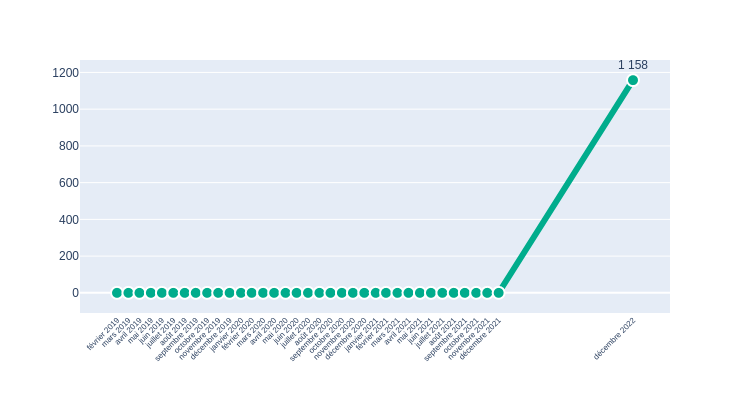 1 158
1200
1000
800
600
400
200
0
février 2019
mars 2019
avril 2019
mai 2019
juin 2019
juillet 2019
août 2019
septembre 2019
octobre 2019
novembre 2019
décembre 2019
janvier 2020
février 2020
mars 2020
avril 2020
mai 2020
juin 2020
juillet 2020
août 2020
septembre 2020
octobre 2020
novembre 2020
décembre 2020
janvier 2021
février 2021
mars 2021
avril 2021
mai 2021
juin 2021
juillet 2021
août 2021
septembre 2021
octobre 2021
novembre 2021
décembre 2021
décembre 2022